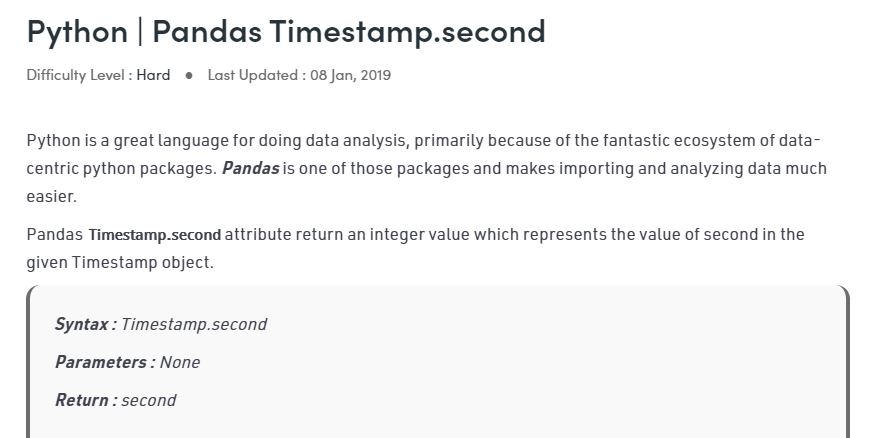 Python | Pandas Timestamp.second
Difficulty Level : Hard ● Last Updated : 08 Jan, 2019
Python is a great language for doing data analysis, primarily because of the fantastic ecosystem of data-
centric python packages. Pandas is one of those packages and makes importing and analyzing data much
easier.
Pandas Timestamp.second attribute return an integer value which represents the value of second in the
given Timestamp object.
Syntax : Timestamp.second
Parameters : None
Return : second